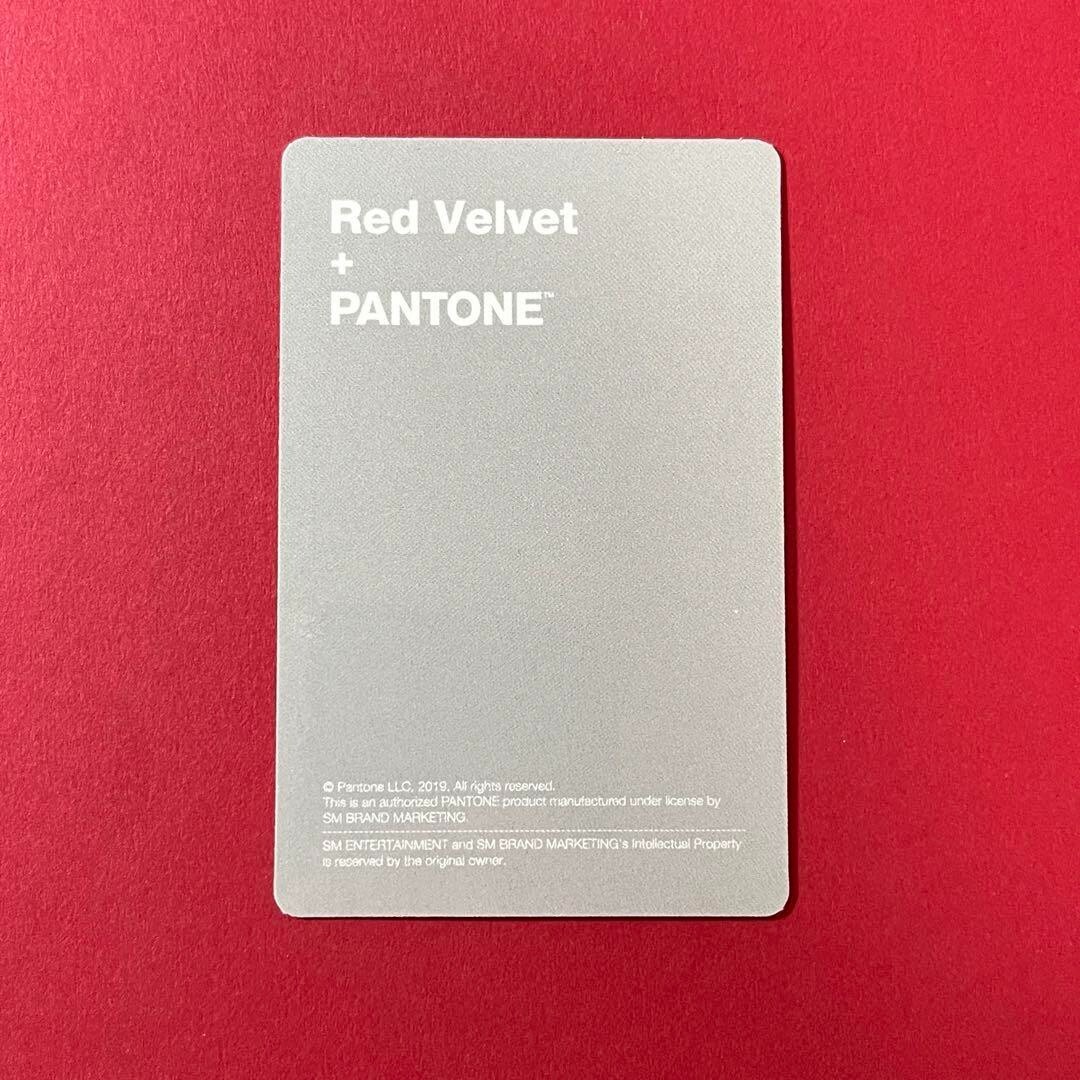 Red Velvet
+
PANTONE™
© Pantone LLC, 2019. All rights reserved.
This is an authorized PANTONE product manufactured under license by
SM BRAND MARKETING.
SM ENTERTAINMENT and SM BRAND MARKETING's Intellectual Property
is reserved by the original owner.